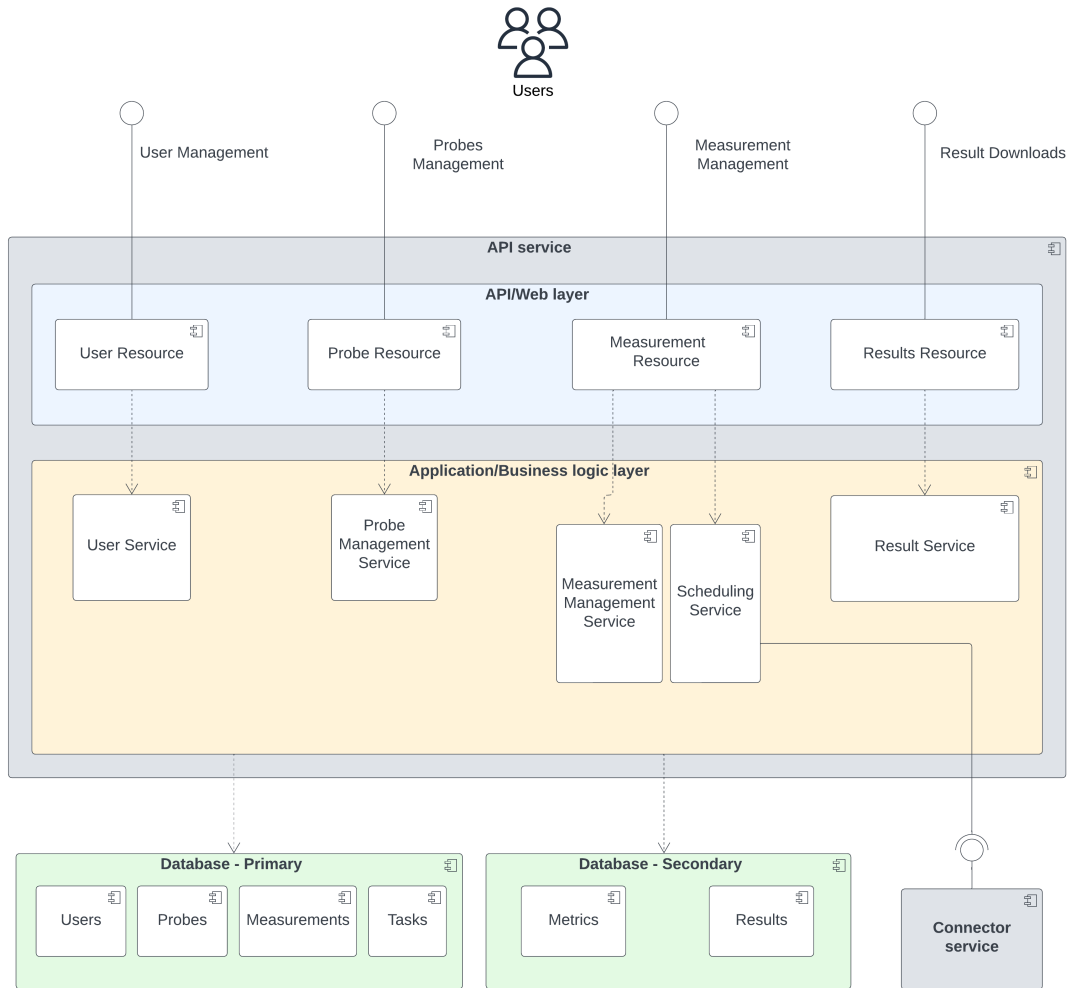 Users
User Management
Probes
Management
Measurement
Management
Result Downloads
API service
API/Web layer
User Resource
Probe Resource
Measurement
Resource
Results Resource
Application/Business logic layer
User Service
Probe
Management
Service
Measurement
Management
Service
Scheduling
Service
Result Service
Database - Primary
Users
Probes
Measurements
Tasks
Database - Secondary
Metrics
Results
Connector
service